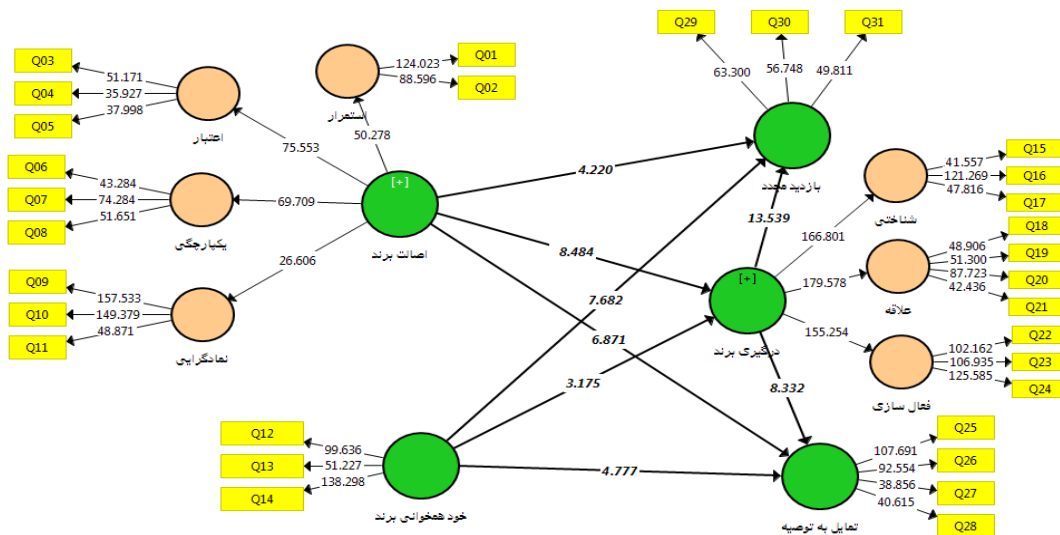 Q29
Q30
Q31
63.300
56.748
49.811
بازدید مجدد
Q03
Q04
Q05
51.171
35.927
37.998
اعتبار
Q01
Q02
124.023
88.596
استمرار
75.553
50.278
Q06
Q07
Q08
43.284
74.284
51.651
یکپارچگی
69.709
[+]
اصالت برند
26.606
Q09
Q10
Q11
157.533
149.379
48.871
نمادگرایی
4.220
8.484
7.682
6.871
13.539
3.175
8.332
4.777
[+]
درگیری برند
166.801
179.578
155.254
Q15
Q16
Q17
41.557
121.269
47.816
شناختی
Q18
Q19
Q20
Q21
48.906
51.300
87.723
42.436
علاقه
Q22
Q23
Q24
102.162
106.935
125.585
فعال سازی
Q12
Q13
Q14
99.636
51.227
138.298
خود همخوانی برند
Q25
Q26
Q27
Q28
107.691
92.554
38.856
40.615
تمایل به توصیه